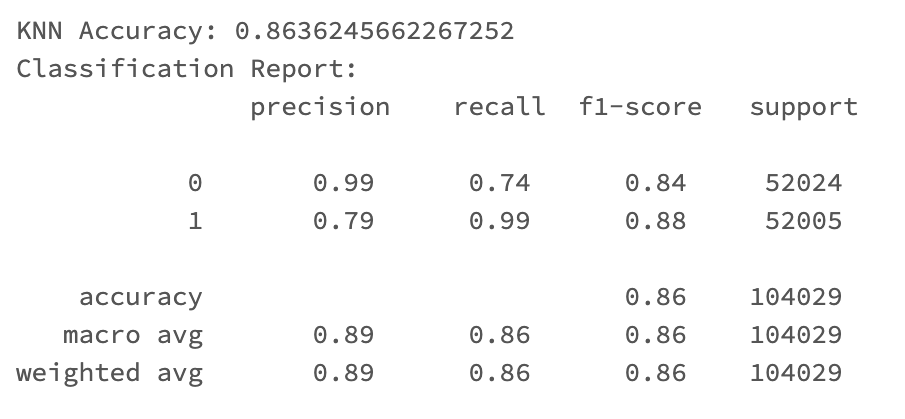 KNN Accuracy: 0.8636245662267252
Classification Report:
precision recall f1-score support
0 0.99 0.74 0.84 52024
1 0.79 0.99 0.88 52005
accuracy 0.86 104029
macro avg 0.89 0.86 0.86 104029
weighted avg 0.89 0.86 0.86 104029